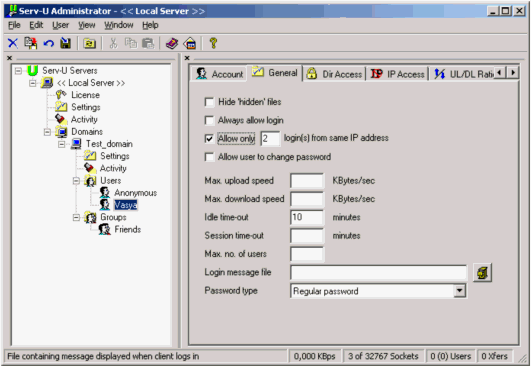 Serv-U Administrator - << Local Server >>
File Edit User View Window Help
Serv-U Servers
<< Local Server >>
License
Settings
Activity
Domains
Test_domain
Settings
Activity
Users
Anonymous
Vasya
Groups
Friends
Account General Dir Access IP Access UL/DL Rati
Hide 'hidden' files
Always allow login
Allow only 2 login(s) from same IP address
Allow user to change password
Max. upload speed KBytes/sec
Max. download speed KBytes/sec
Idle time-out 10 minutes
Session time-out minutes
Max. no. of users
Login message file
Password type Regular password
File containing message displayed when client logs in 0,000 KBps 3 of 32767 Sockets 0 (0) Users 0 Xfers